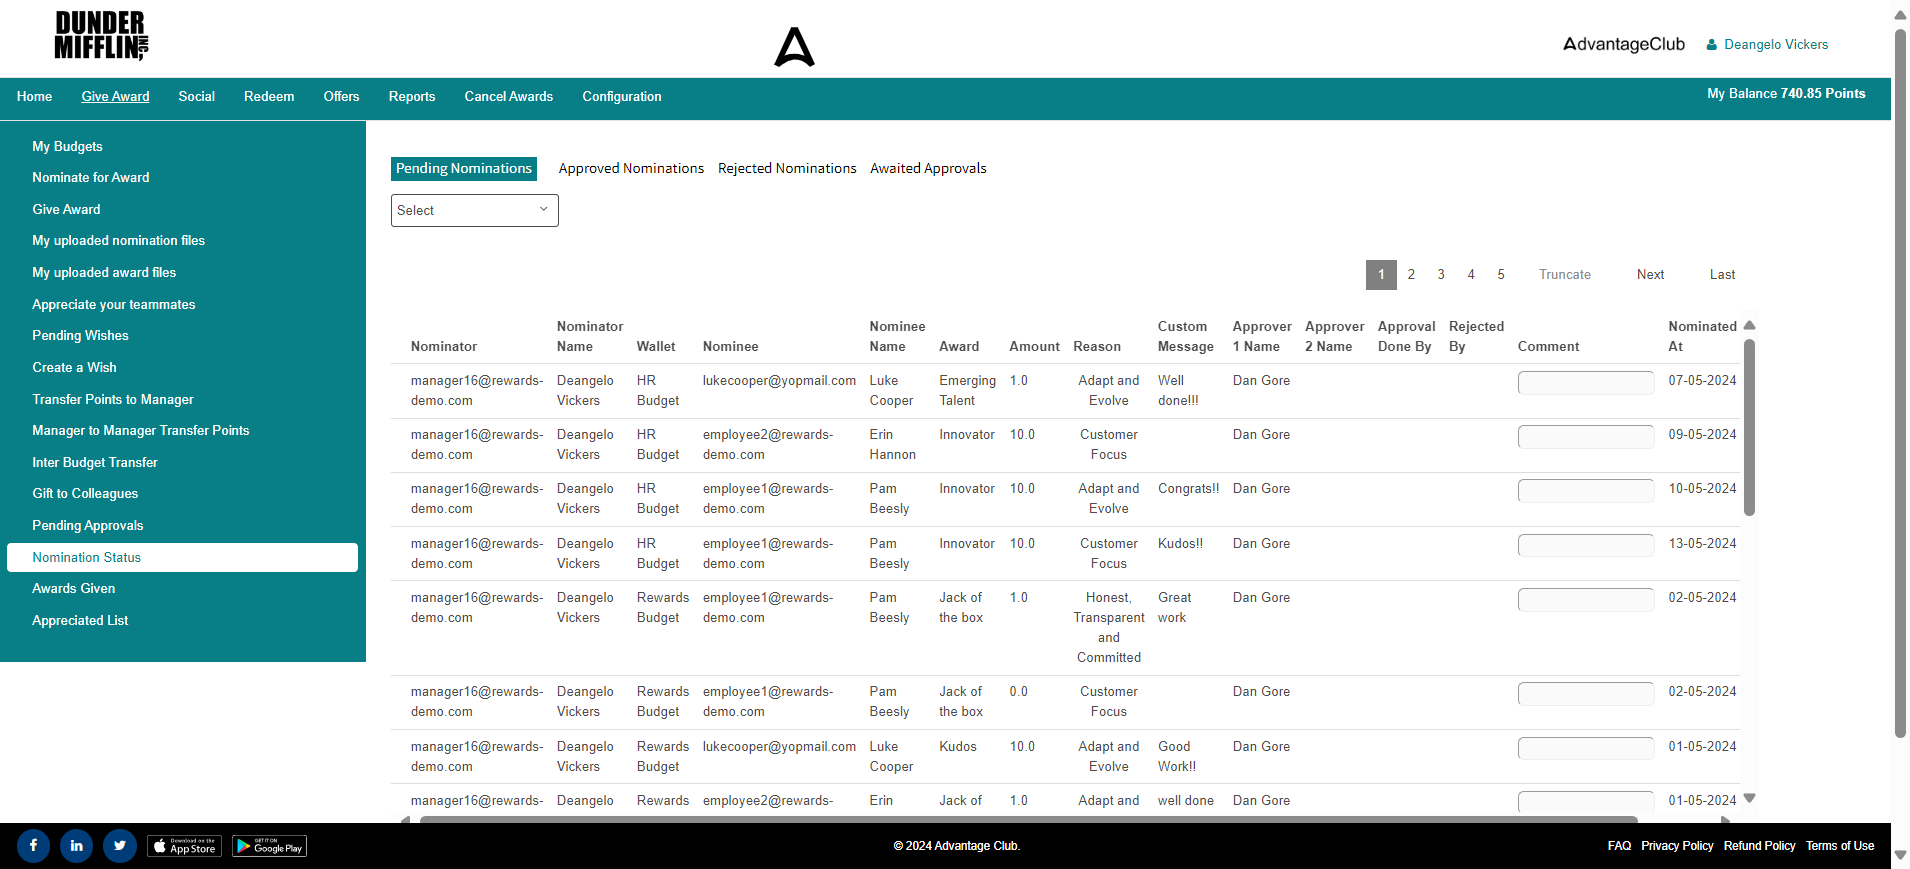 DUNDER
MIFFLIN INC,
AdvantageClub
Deangelo Vickers
Home Give Award Social Redeem Offers Reports Cancel Awards Configuration
My Balance 740.85 Points
My Budgets
Nominate for Award
Give Award
My uploaded nomination files
My uploaded award files
Appreciate your teammates
Pending Wishes
Create a Wish
Transfer Points to Manager
Manager to Manager Transfer Points
Inter Budget Transfer
Gift to Colleagues
Pending Approvals
Nomination Status
Awards Given
Appreciated List
Pending Nominations Approved Nominations Rejected Nominations Awaited Approvals
Select
1 2 3 4 5 Truncate Next Last
Nominator Nominee Custom Approver Approver Approval Rejected Nominated
Nominator Name Wallet Nominee Name Award Amount Reason Message 1 Name 2 Name Done By By Comment At
manager16@rewards- Deangelo HR lukecooper@yopmail.com Luke Emerging 1.0 Adapt and Well Dan Gore 07-05-2024
demo.com Vickers Budget Cooper Talent Evolve done!!!
manager16@rewards- Deangelo HR employee2@rewards- Erin Innovator 10.0 Customer Dan Gore 09-05-2024
demo.com Vickers Budget demo.com Hannon Focus
manager16@rewards- Deangelo HR employee1@rewards- Pam Innovator 10.0 Adapt and Congrats!! Dan Gore 10-05-2024
demo.com Vickers Budget demo.com Beesly Evolve
manager16@rewards- Deangelo HR employee1@rewards- Pam Innovator 10.0 Customer Kudos!! Dan Gore 13-05-2024
demo.com Vickers Budget demo.com Beesly Focus
manager16@rewards- Deangelo Rewards employee1@rewards- Pam Jack of 1.0 Honest, Great Dan Gore 02-05-2024
demo.com Vickers Budget demo.com Beesly the box Transparent work
and
Committed
manager16@rewards- Deangelo Rewards employee1@rewards- Pam Jack of 0.0 Customer Dan Gore 02-05-2024
demo.com Vickers Budget demo.com Beesly the box Focus
manager16@rewards- Deangelo Rewards lukecooper@yopmail.com Luke Kudos 10.0 Adapt and Good Dan Gore 01-05-2024
demo.com Vickers Budget Cooper Evolve Work!!
manager16@rewards- Deangelo Rewards employee2@rewards- Erin Jack of 1.0 Adapt and well done Dan Gore 01-05-2024
Download on the
App Store
GET IT ON
Google Play
© 2024 Advantage Club.
FAQ Privacy Policy Refund Policy Terms of Use